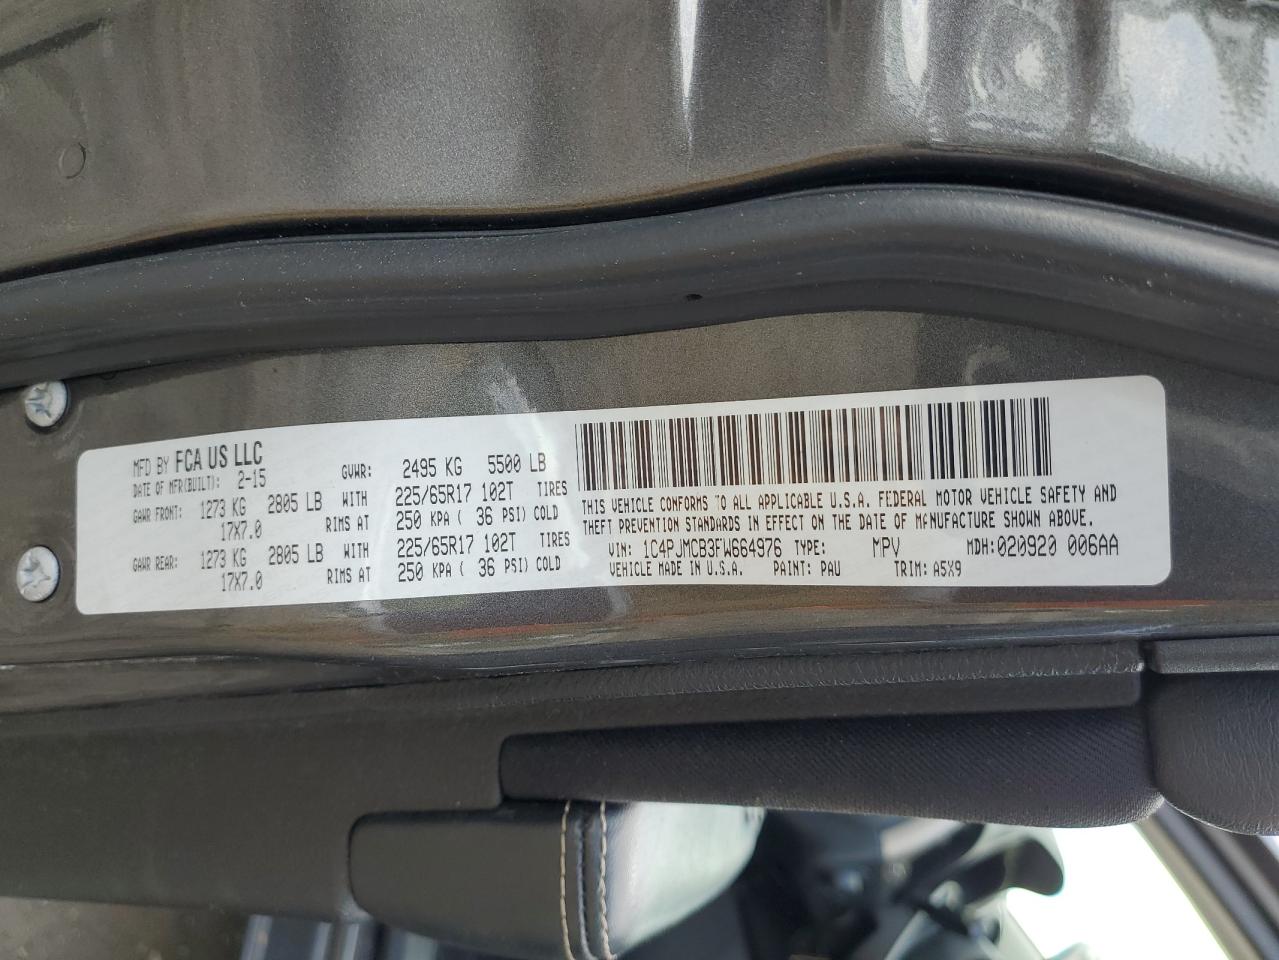 MFD BY FCA US LLC
DATE OF MFR(BUILT): 2-15 GVWR: 2495 KG 5500 LB
GAWR FRONT: 1273 KG 2805 LB WITH 225/65R17 102T TIRES
17X7.0 RIMS AT 250 KPA ( 36 PSI) COLD
GAWR REAR: 1273 KG 2805 LB WITH 225/65R17 102T TIRES
17X7.0 RIMS AT 250 KPA ( 36 PSI) COLD
THIS VEHICLE CONFORMS TO ALL APPLICABLE U.S.A. FEDERAL MOTOR VEHICLE SAFETY AND
THEFT PREVENTION STANDARDS IN EFFECT ON THE DATE OF MANUFACTURE SHOWN ABOVE.
VIN: 1C4PJMCB3FW664976 TYPE: MPV MDH:020920 006AA
VEHICLE MADE IN U.S.A. PAINT: PAU TRIM: A5X9